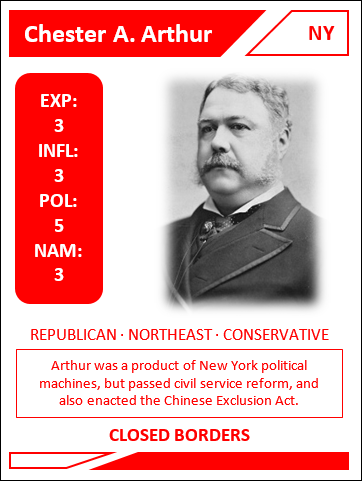 Chester A. Arthur
NY
EXP:
3
INFL:
3
POL:
5
NAM:
3
REPUBLICAN · NORTHEAST · CONSERVATIVE
Arthur was a product of New York political
machines, but passed civil service reform, and
also enacted the Chinese Exclusion Act.
CLOSED BORDERS